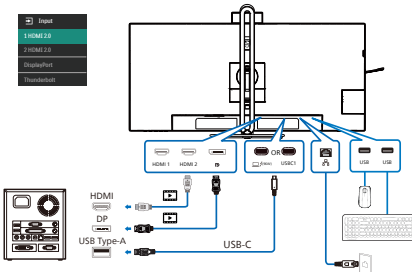 Input
1 HDMI 2.0
2 HDMI 2.0
DisplayPort
Thunderbolt
HDMI 1
HDMI 2
OR
USBC1
USB
USB
HDMI
DP
USB Type-A
USB-C